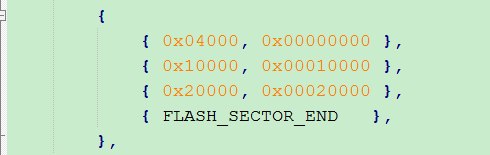 {
{ 0x04000, 0x00000000 },
{ 0x10000, 0x00010000 },
{ 0x20000, 0x00020000 },
{ FLASH_SECTOR_END },
},